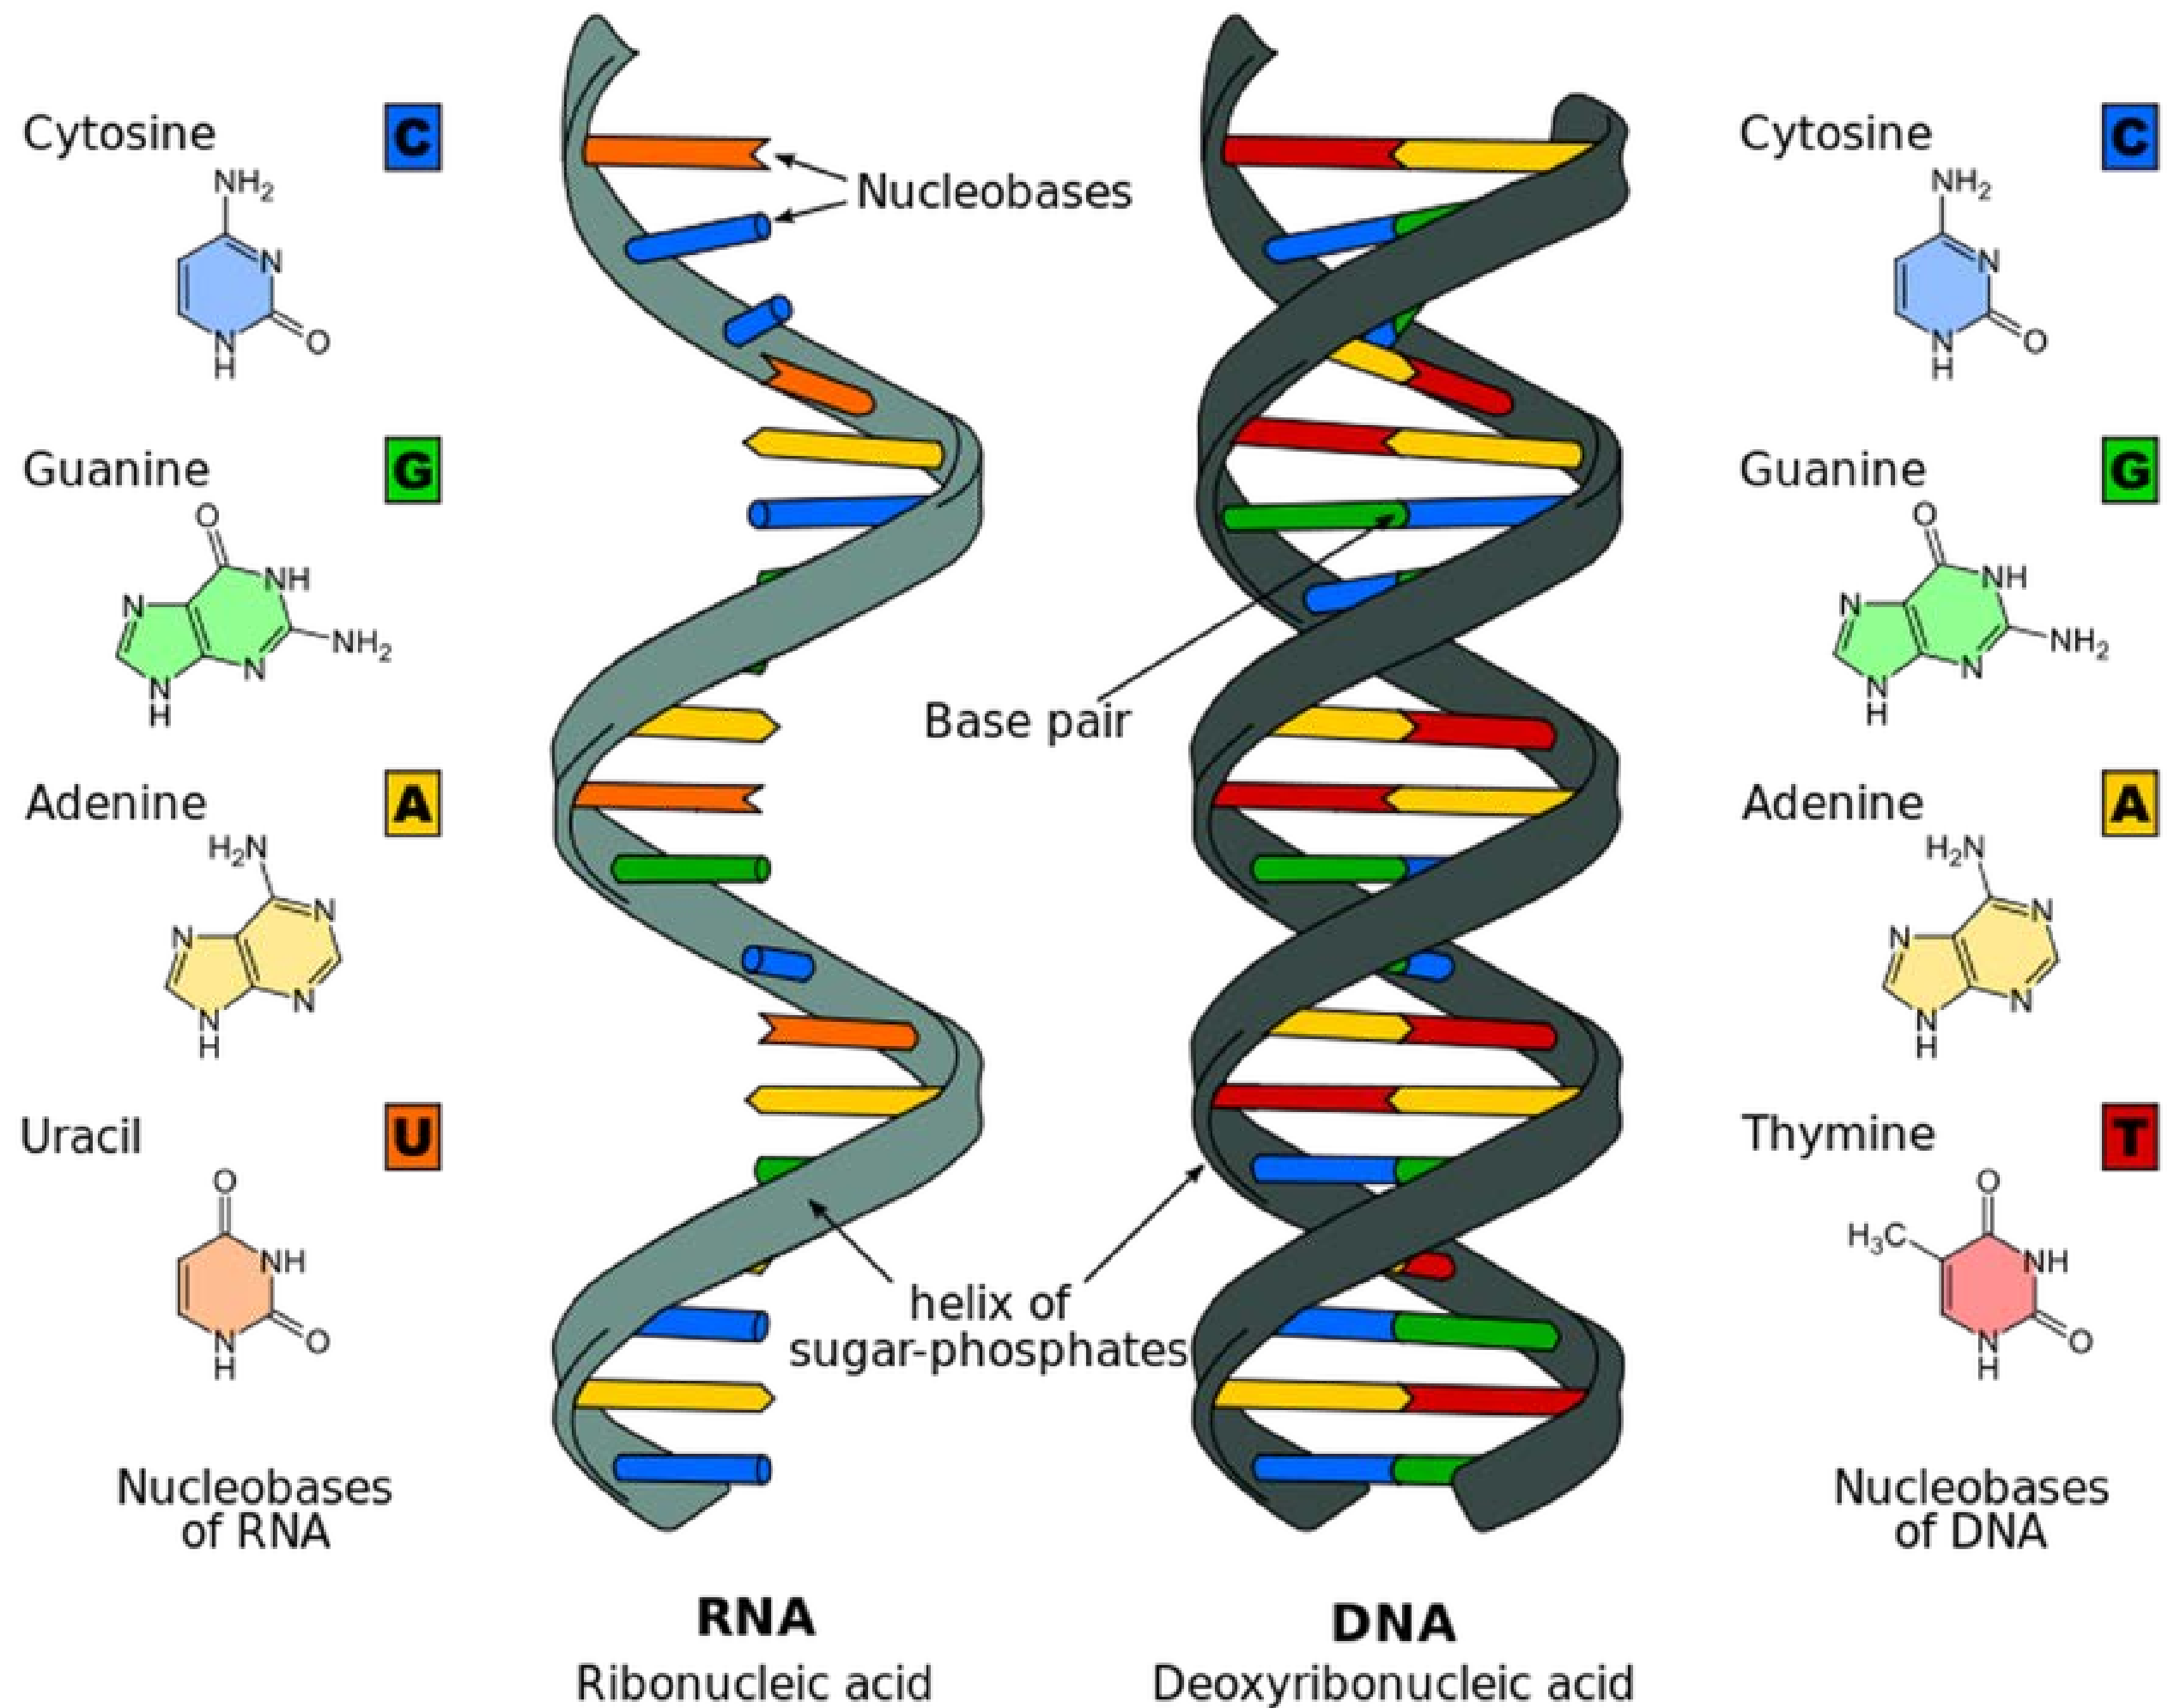 Cytosine
C
NH2
N
N
H
O
Guanine
G
O
NH
N
NH2
N
N
H
Adenine
A
H2N
N
N
N
N
H
Uracil
U
O
NH
N
H
O
Nucleobases
of RNA
Nucleobases
Base pair
helix of
sugar-phosphates
RNA
Ribonucleic acid
DNA
Deoxyribonucleic acid
Cytosine
C
NH2
N
N
H
O
Guanine
G
O
NH
N
NH2
N
N
H
Adenine
A
H2N
N
N
N
N
H
Thymine
T
O
H3C
NH
N
H
O
Nucleobases
of DNA